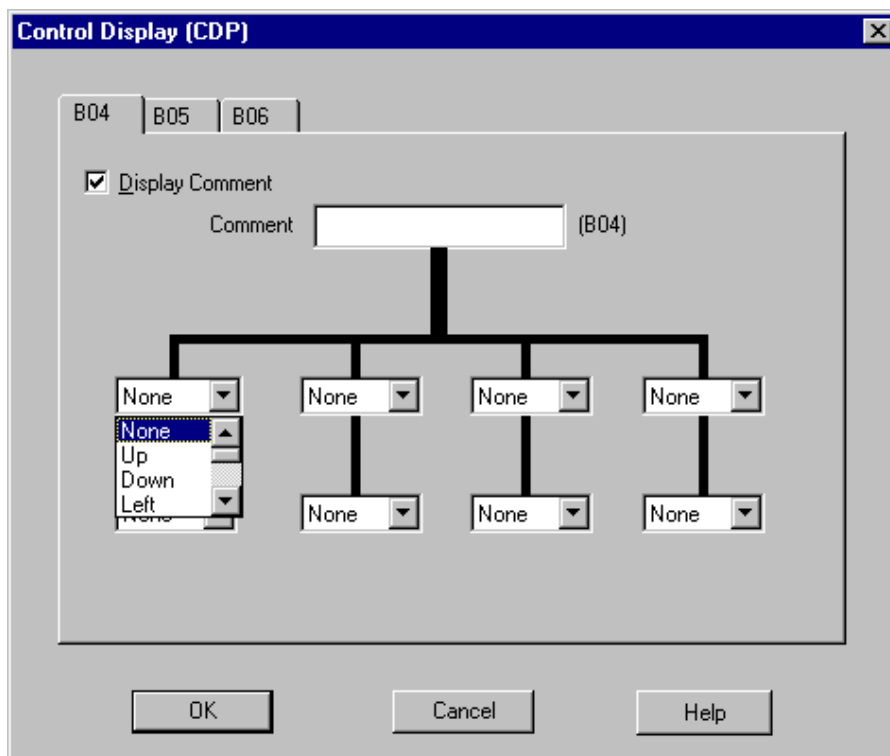 Control Display (CDP)
B04 B05 B06
Display Comment
Comment (B04)
None None None None
None
Up
Down
Left
None None None None
OK Cancel Help